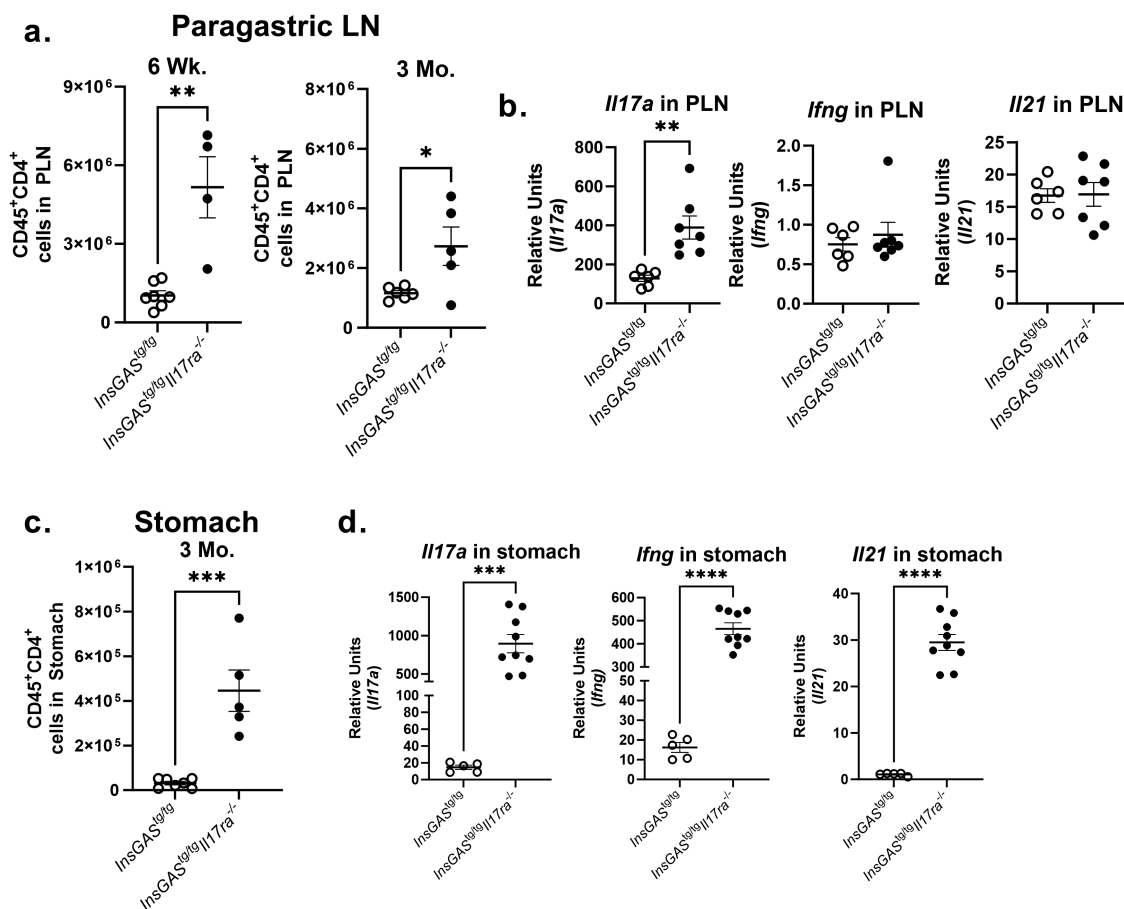 a.
Paragastric LN
6 Wk.
**
9×10⁶
6×10⁶
3×10⁶
0
CD45⁺CD4⁺
cells in PLN
InsGAS^tg/tg
InsGAS^tg/tg Il17ra^-/-
3 Mo.
*
8×10⁶
6×10⁶
4×10⁶
2×10⁶
0
CD45⁺CD4⁺
cells in PLN
InsGAS^tg/tg
InsGAS^tg/tg Il17ra^-/-
b.
Il17a in PLN
**
800
600
400
200
0
Relative Units
(Il17a)
InsGAS^tg/tg
InsGAS^tg/tg Il17ra^-/-
Ifng in PLN
2.0
1.5
1.0
0.5
0.0
Relative Units
(Ifng)
InsGAS^tg/tg
InsGAS^tg/tg Il17ra^-/-
Il21 in PLN
25
20
15
10
5
0
Relative Units
(Il21)
InsGAS^tg/tg
InsGAS^tg/tg Il17ra^-/-
c.
Stomach
3 Mo.
***
1×10⁶
8×10⁵
6×10⁵
4×10⁵
2×10⁵
0
CD45⁺CD4⁺
cells in Stomach
InsGAS^tg/tg
InsGAS^tg/tg Il17ra^-/-
d.
Il17a in stomach
***
1500
1000
500
100
80
60
40
20
0
Relative Units
(Il17a)
InsGAS^tg/tg
InsGAS^tg/tg Il17ra^-/-
Ifng in stomach
****
600
500
400
300
50
40
30
20
10
0
Relative Units
(Ifng)
InsGAS^tg/tg
InsGAS^tg/tg Il17ra^-/-
Il21 in stomach
****
40
30
20
10
0
Relative Units
(Il21)
InsGAS^tg/tg
InsGAS^tg/tg Il17ra^-/-